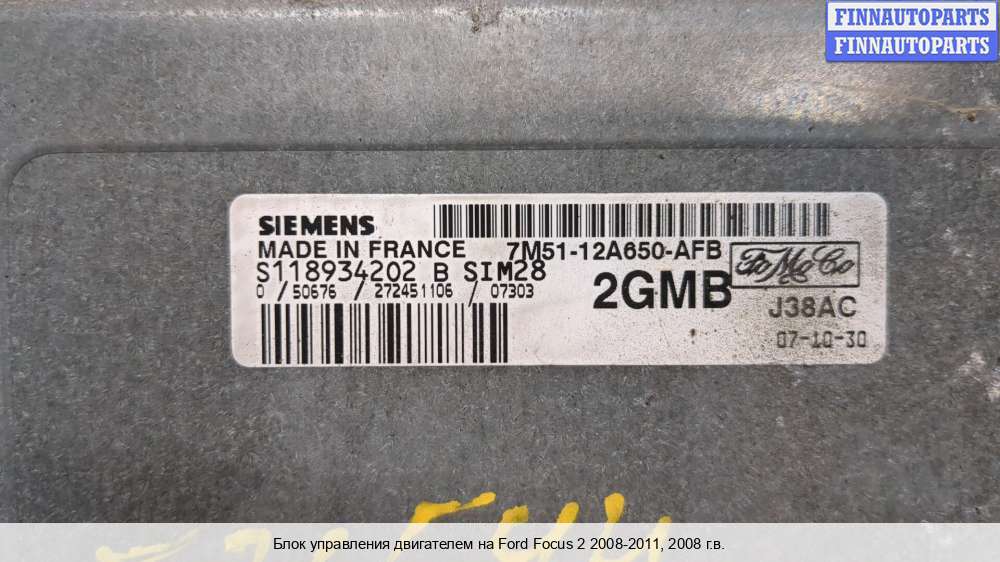 FINNAUTOPARTS
FINNAUTOPARTS
SIEMENS
MADE IN FRANCE 7M51-12A650-AFB
S118934202 B SIM28
0 / 50676 / 272451106 / 07303
2GMB
FoMoCo
J38AC
07-10-30
Блок управления двигателем на Ford Focus 2 2008-2011, 2008 г.в.